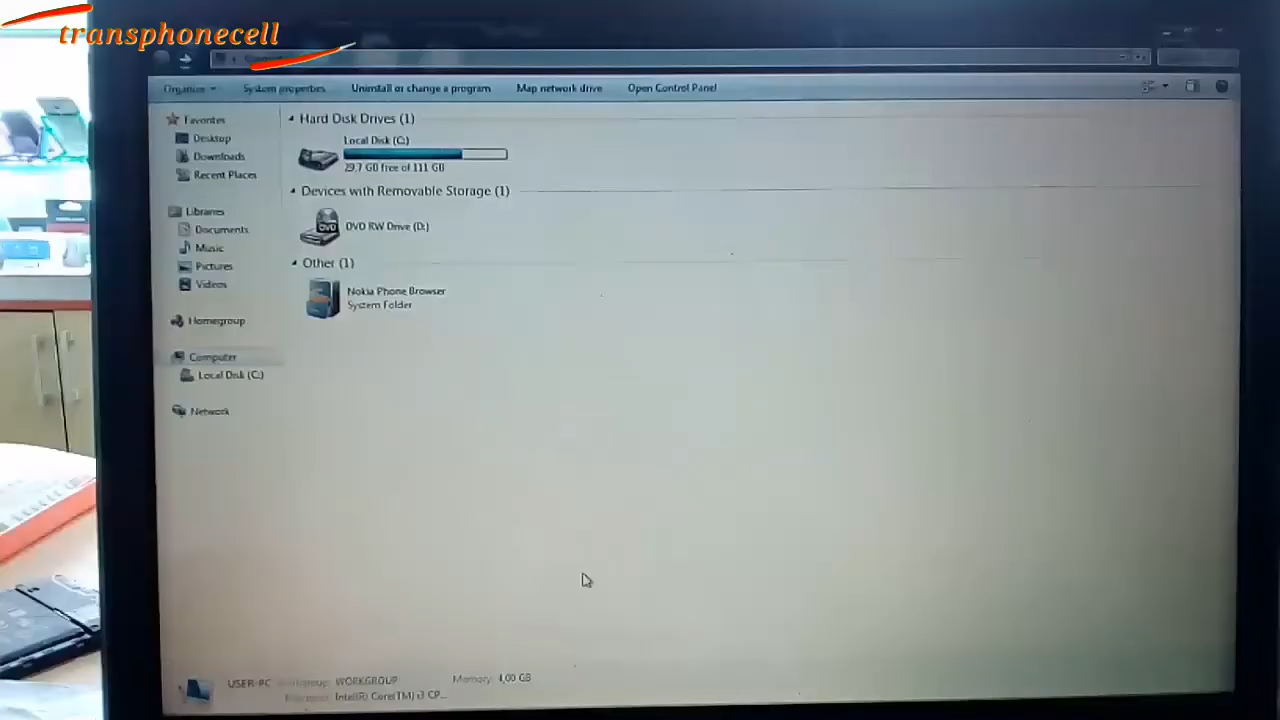 transphonecell
Organize
System properties
Uninstall or change a program
Map network drive
Open Control Panel
Favorites
Desktop
Downloads
Recent Places
Libraries
Documents
Music
Pictures
Videos
Homegroup
Computer
Local Disk (C:)
Network
Hard Disk Drives (1)
Local Disk (C:)
29,7 GB free of 111 GB
Devices with Removable Storage (1)
DVD RW Drive (D:)
Other (1)
Nokia Phone Browser
System Folder
USER-PC
Workgroup: WORKGROUP
Memory: 4,00 GB
Processor: Intel(R) Core(TM) i3 CP...